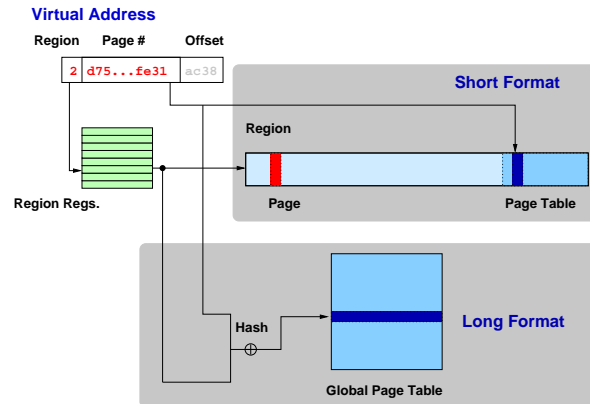 Virtual Address
Region Page # Offset
2 d75...fe31 ac38
Short Format
Region
Region Regs.
Page Page Table
Hash
Long Format
Global Page Table